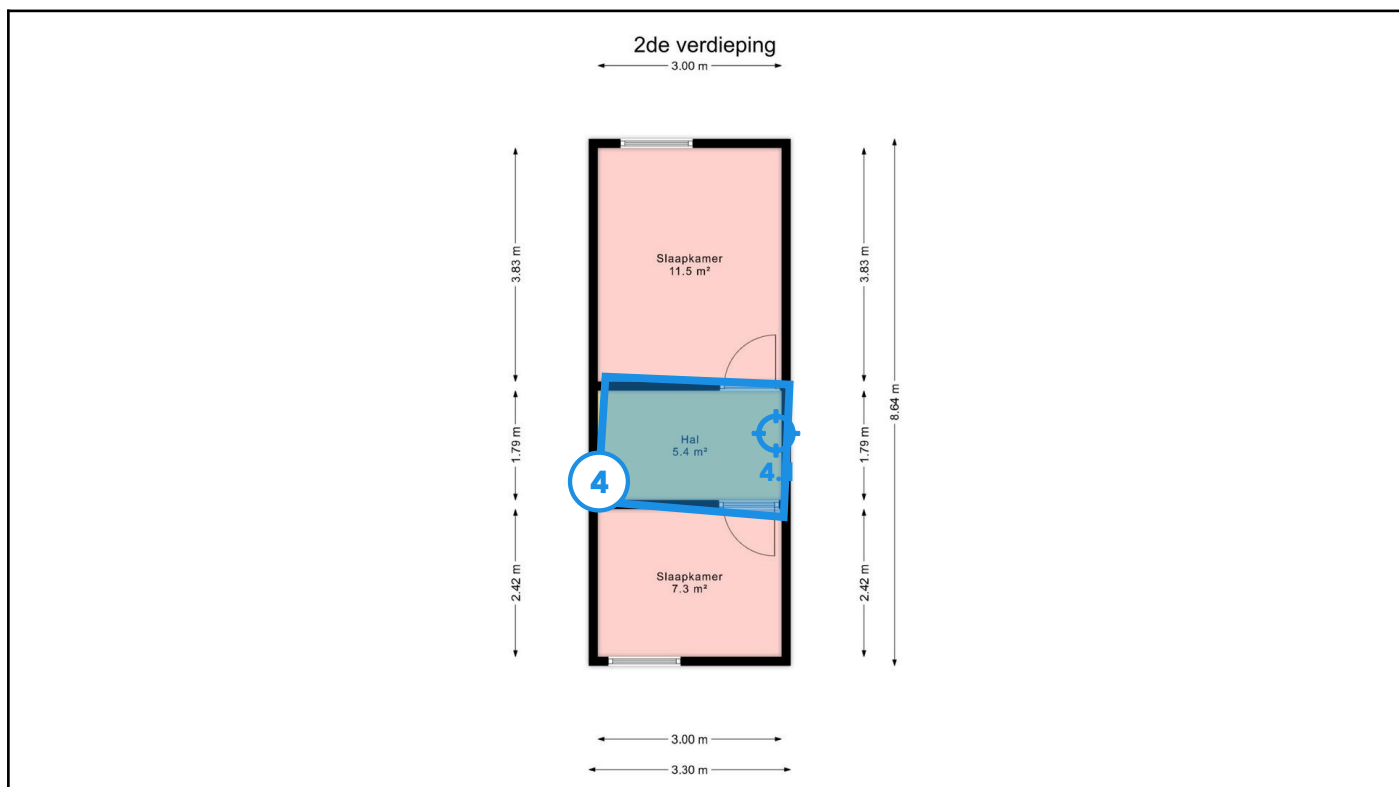 2de verdieping
3.00 m
3.83 m
3.83 m
Slaapkamer
11.5 m²
8.64 m
1.79 m
1.79 m
Hal
5.4 m²
4
2.42 m
2.42 m
Slaapkamer
7.3 m²
3.00 m
3.30 m